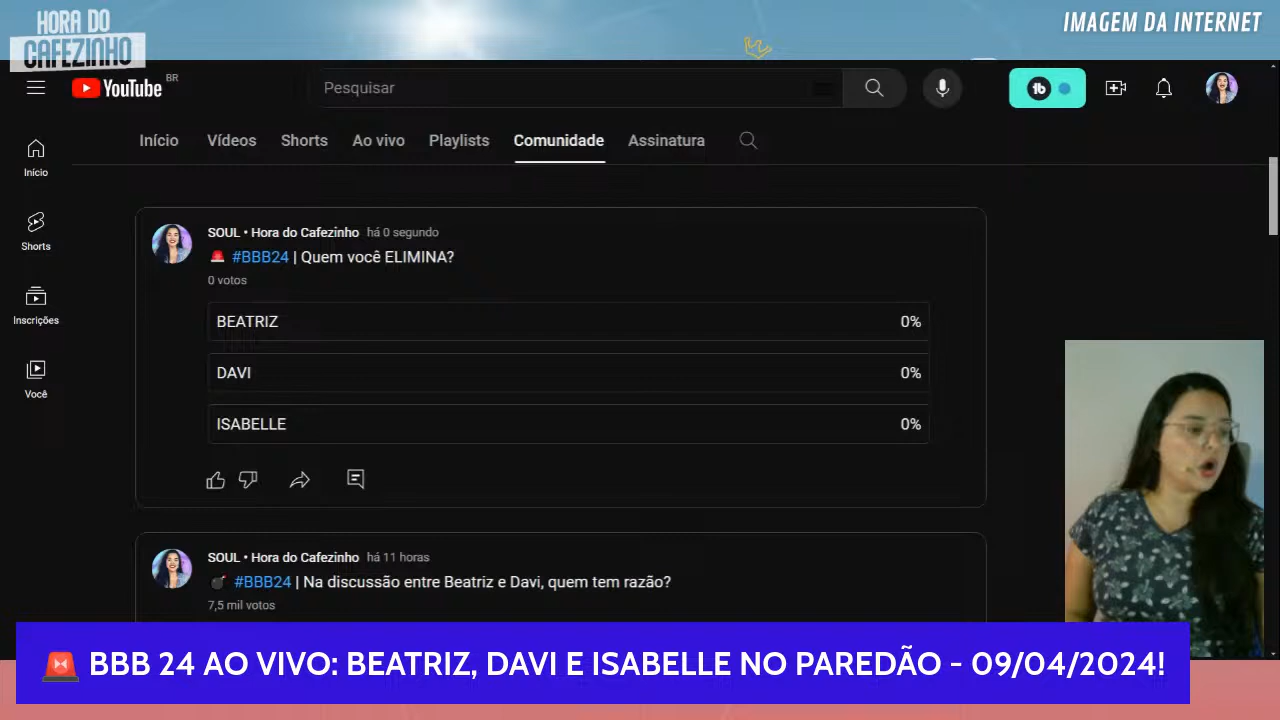 HORA DO
CAFEZINHO
IMAGEM DA INTERNET
YouTube BR
Pesquisar
Início Vídeos Shorts Ao vivo Playlists Comunidade Assinatura
Início
Shorts
Inscrições
Você
SOUL • Hora do Cafezinho há 0 segundo
🚨 #BBB24 | Quem você ELIMINA?
0 votos
BEATRIZ 0%
DAVI 0%
ISABELLE 0%
SOUL • Hora do Cafezinho há 11 horas
💣 #BBB24 | Na discussão entre Beatriz e Davi, quem tem razão?
7,5 mil votos
🚨 BBB 24 AO VIVO: BEATRIZ, DAVI E ISABELLE NO PAREDÃO - 09/04/2024!